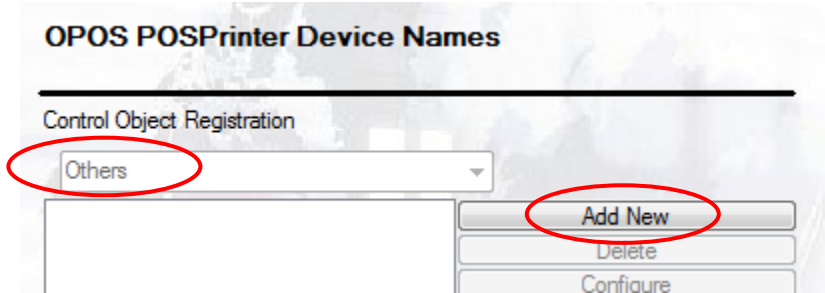 OPOS POSPrinter Device Names
Control Object Registration
Others
Add New
Delete
Configure